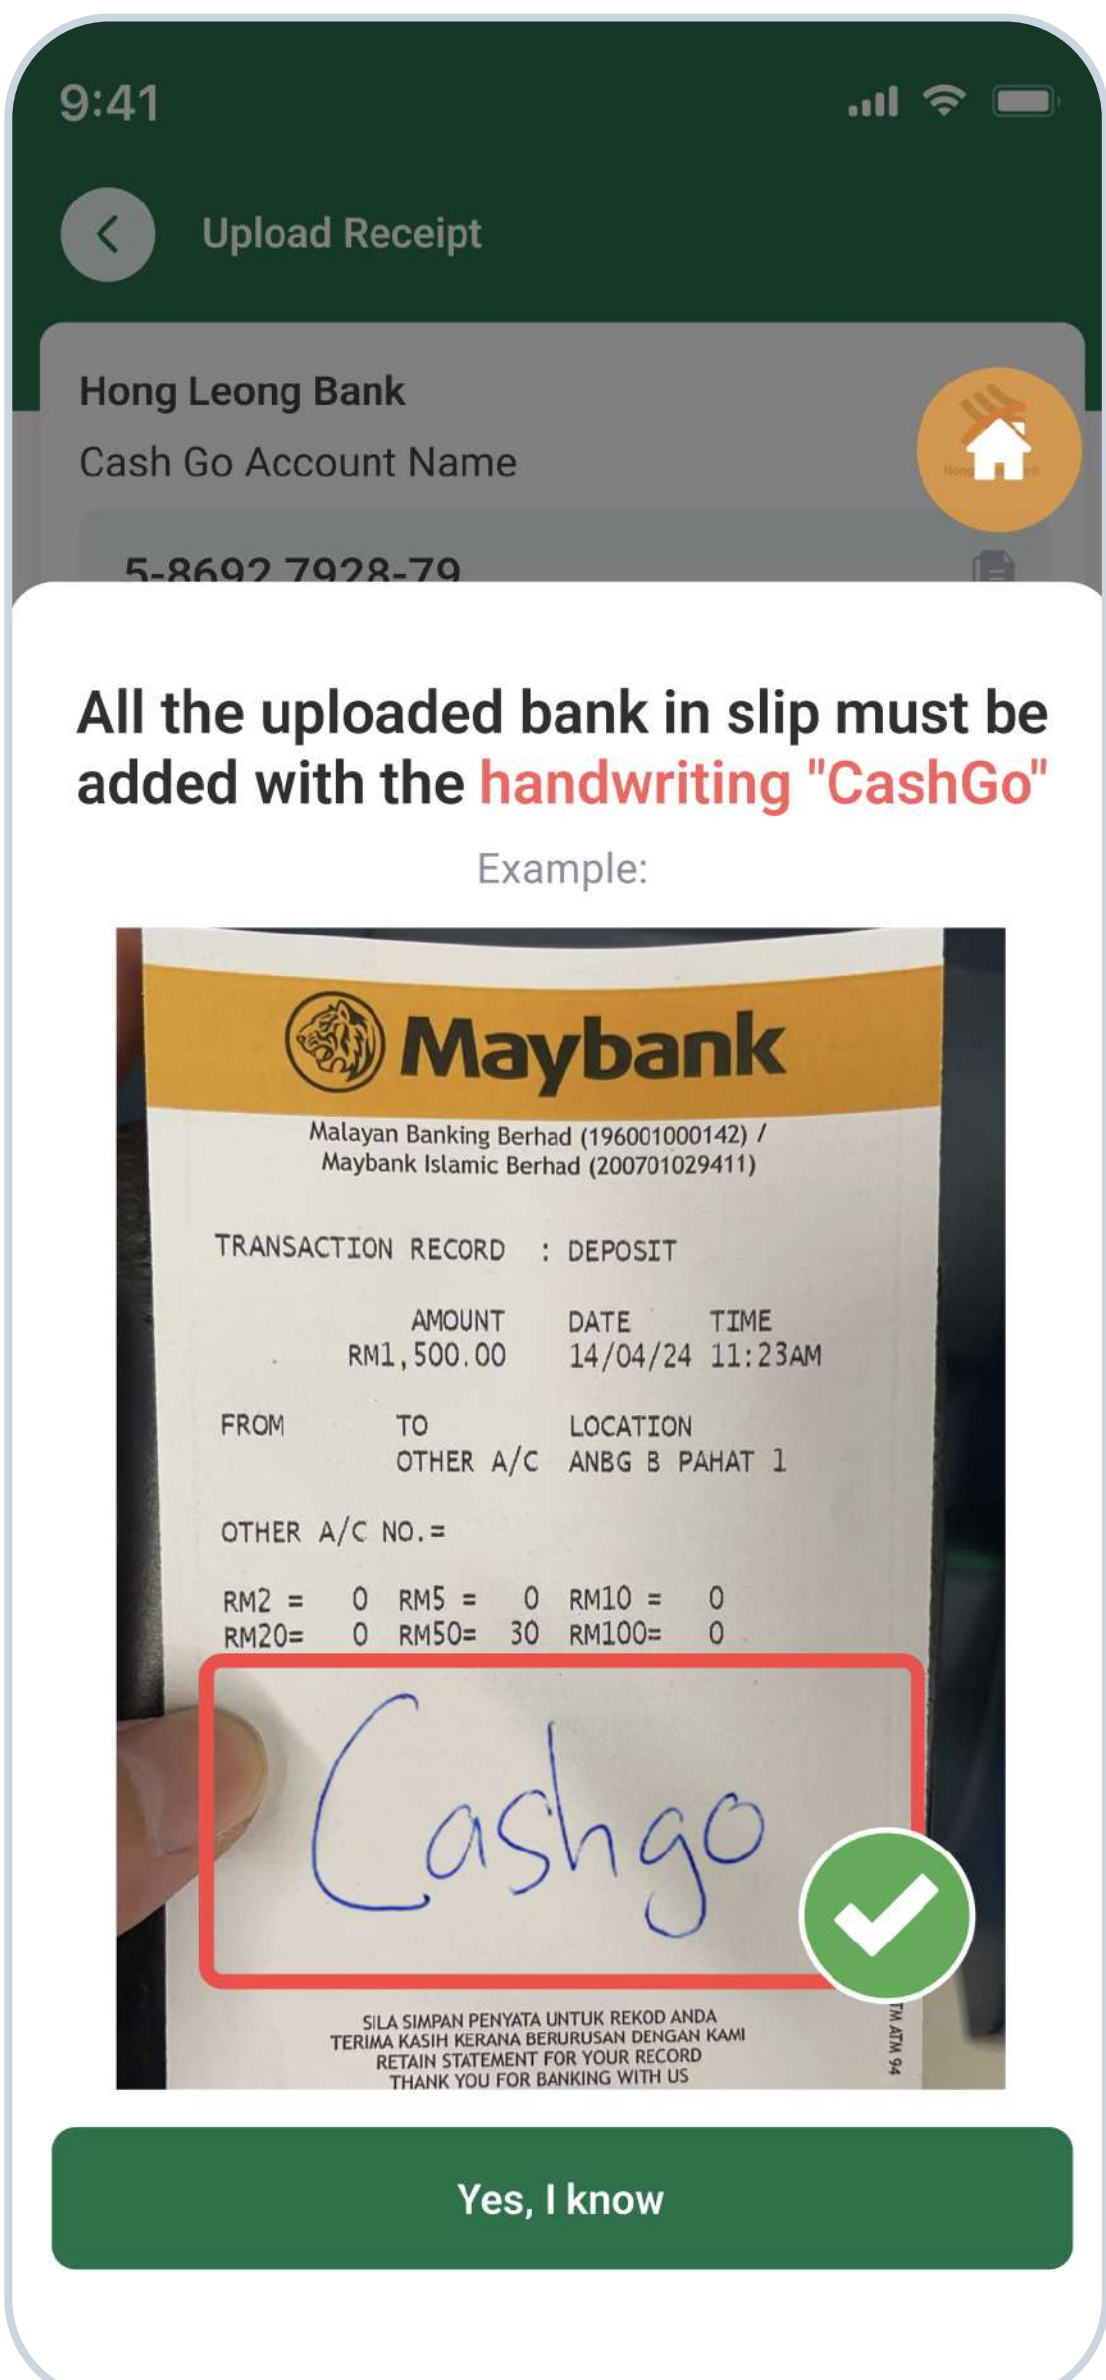 9:41
Upload Receipt
Hong Leong Bank
Cash Go Account Name
5-8692 7928-79
All the uploaded bank in slip must be
added with the handwriting "CashGo"
Example:
Maybank
Malayan Banking Berhad (196001000142) /
Maybank Islamic Berhad (200701029411)
TRANSACTION RECORD : DEPOSIT
AMOUNT DATE TIME
RM1,500.00 14/04/24 11:23AM
FROM TO LOCATION
OTHER A/C ANBG B PAHAT 1
OTHER A/C NO.=
RM2 = 0 RM5 = 0 RM10 = 0
RM20= 0 RM50= 30 RM100= 0
Cashgo
SILA SIMPAN PENYATA UNTUK REKOD ANDA
TERIMA KASIH KERANA BERURUSAN DENGAN KAMI
RETAIN STATEMENT FOR YOUR RECORD
THANK YOU FOR BANKING WITH US
TM ATM 94
Yes, I know